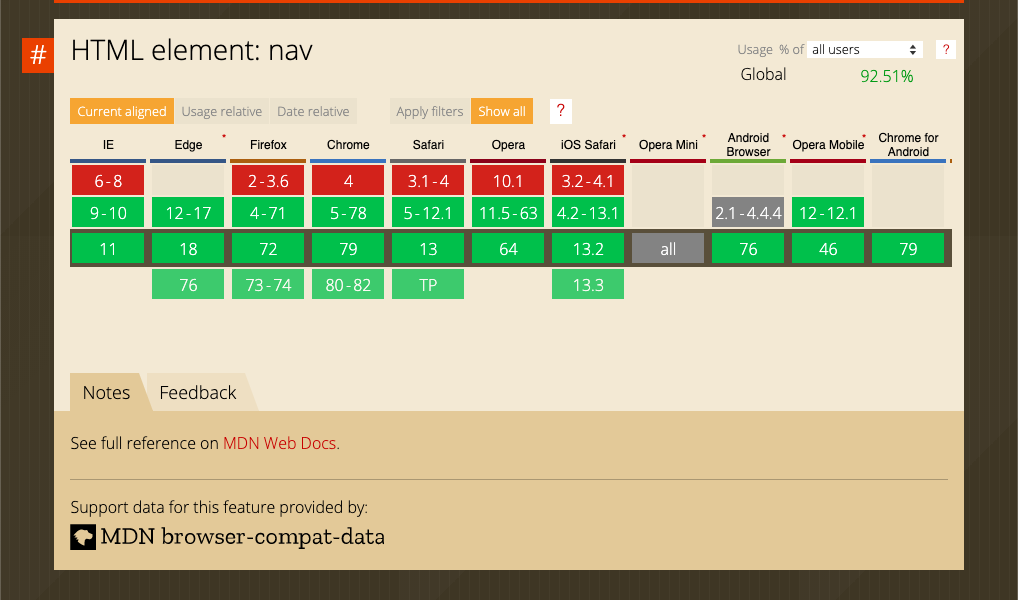 #
HTML element: nav
Usage % of all users ?
Global 92.51%
Current aligned Usage relative Date relative Apply filters Show all ?
IE Edge * Firefox Chrome Safari Opera iOS Safari * Opera Mini * Android Browser * Opera Mobile * Chrome for Android
6-8 2-3.6 4 3.1-4 10.1 3.2-4.1
9-10 12-17 4-71 5-78 5-12.1 11.5-63 4.2-13.1 2.1-4.4.4 12-12.1
11 18 72 79 13 64 13.2 all 76 46 79
76 73-74 80-82 TP 13.3
Notes Feedback
See full reference on MDN Web Docs.
Support data for this feature provided by:
MDN browser-compat-data